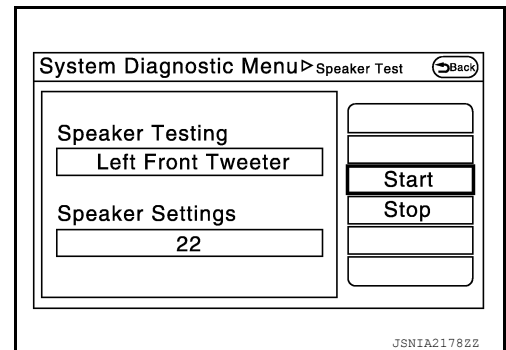 System Diagnostic Menu▷Speaker Test
Back
Speaker Testing
Left Front Tweeter
Speaker Settings
22
Start
Stop
JSNIA2178ZZ